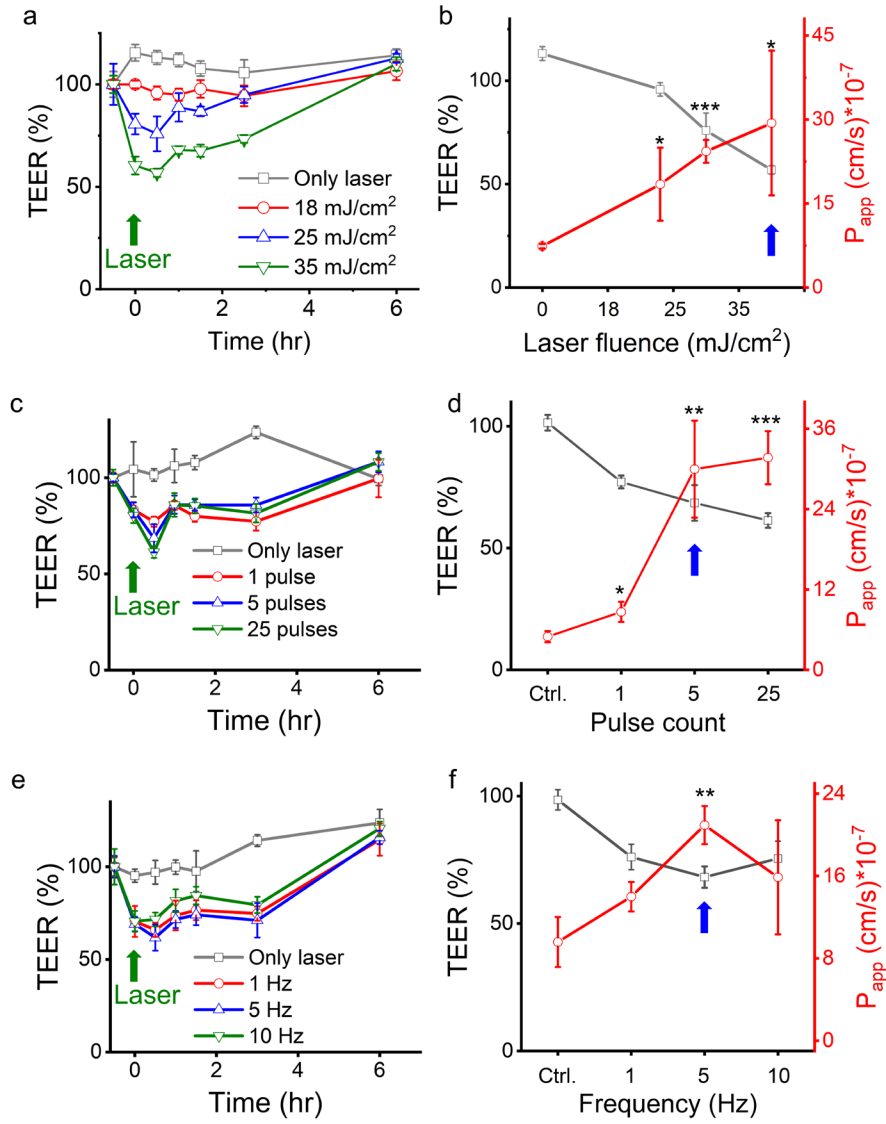 a
TEER (%)
100
50
0
0
2
4
6
Time (hr)
Only laser
18 mJ/cm²
25 mJ/cm²
35 mJ/cm²
Laser
b
TEER (%)
100
50
0
0
18
25
35
Laser fluence (mJ/cm²)
45
30
15
0
P_app (cm/s)*10^-7
*
***
*
c
TEER (%)
100
50
0
0
2
4
6
Time (hr)
Only laser
1 pulse
5 pulses
25 pulses
Laser
d
TEER (%)
100
50
0
Ctrl.
1
5
25
Pulse count
36
24
12
0
P_app (cm/s)*10^-7
*
**
***
e
TEER (%)
100
50
0
0
2
4
6
Time (hr)
Only laser
1 Hz
5 Hz
10 Hz
Laser
f
TEER (%)
100
50
0
Ctrl.
1
5
10
Frequency (Hz)
24
16
8
0
P_app (cm/s)*10^-7
**